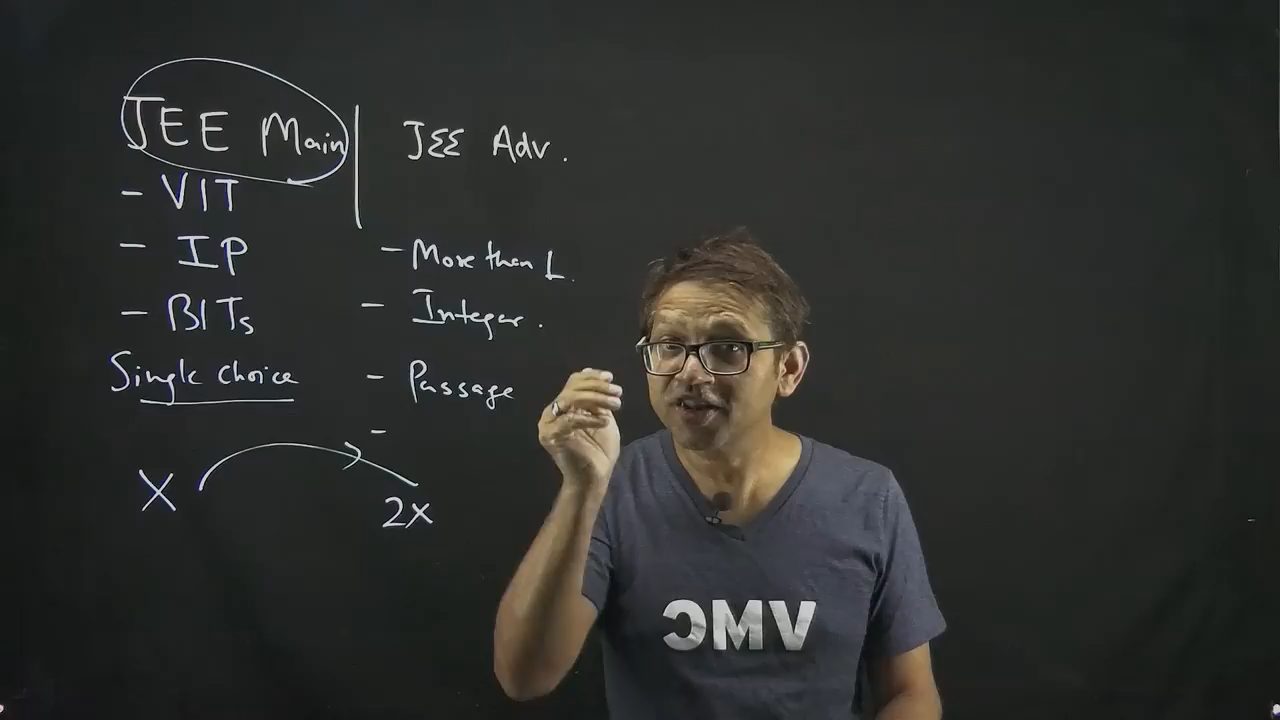 JEE Main
JEE Adv.
- VIT
- IP
- BITs
Single choice
- More than 1.
- Integer.
- Passage
-
X
2x
VMC